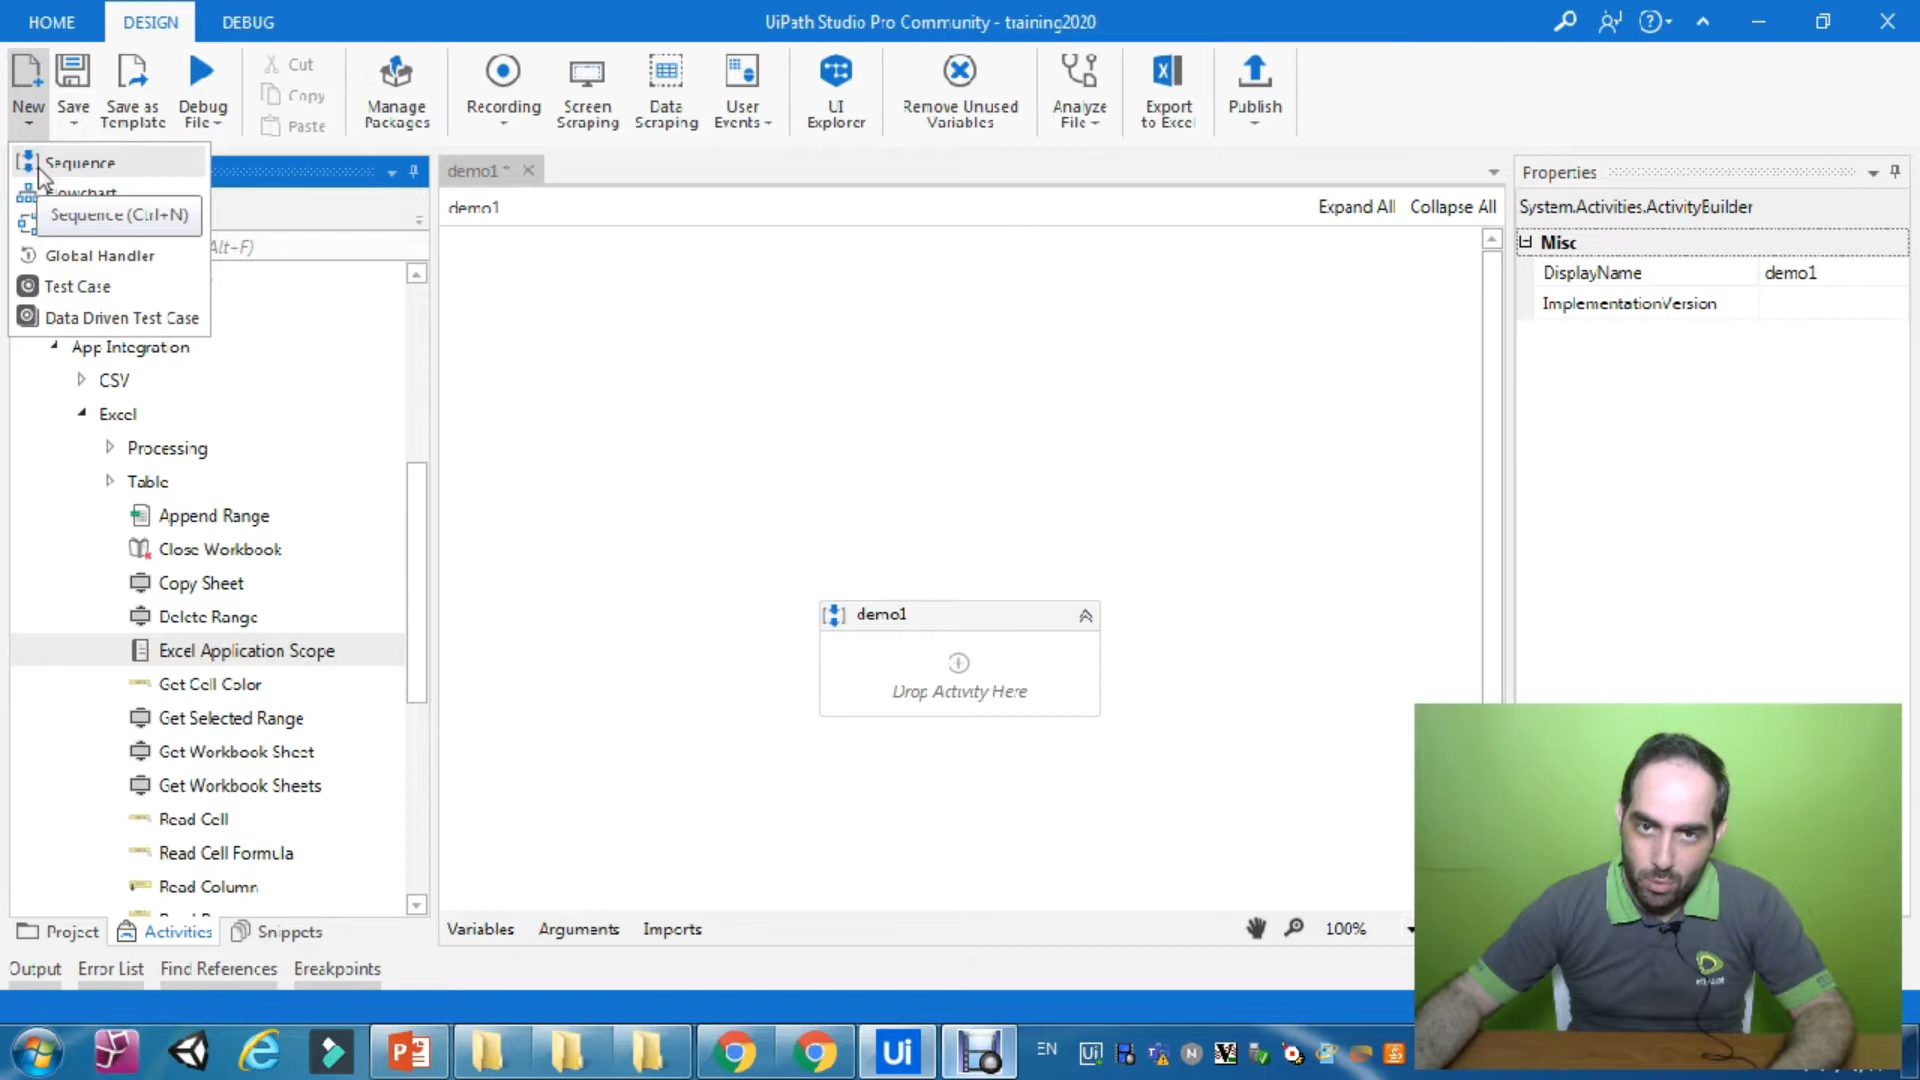 HOME DESIGN DEBUG UiPath Studio Pro Community - training2020
New Save Save as Template Debug File Cut Copy Paste Manage Packages Recording Screen Scraping Data Scraping User Events UI Explorer Remove Unused Variables Analyze File Export to Excel Publish
Sequence
Flowchart
Sequence (Ctrl+N)
Alt+F)
Global Handler
Test Case
Data Driven Test Case
App Integration
CSV
Excel
Processing
Table
Append Range
Close Workbook
Copy Sheet
Delete Range
Excel Application Scope
Get Cell Color
Get Selected Range
Get Workbook Sheet
Get Workbook Sheets
Read Cell
Read Cell Formula
Read Column
Project Activities Snippets
demo1 *
demo1 Expand All Collapse All
demo1
Drop Activity Here
Variables Arguments Imports 100%
Properties
System.Activities.ActivityBuilder
Misc
DisplayName demo1
ImplementationVersion
Output Error List Find References Breakpoints
Ui EN